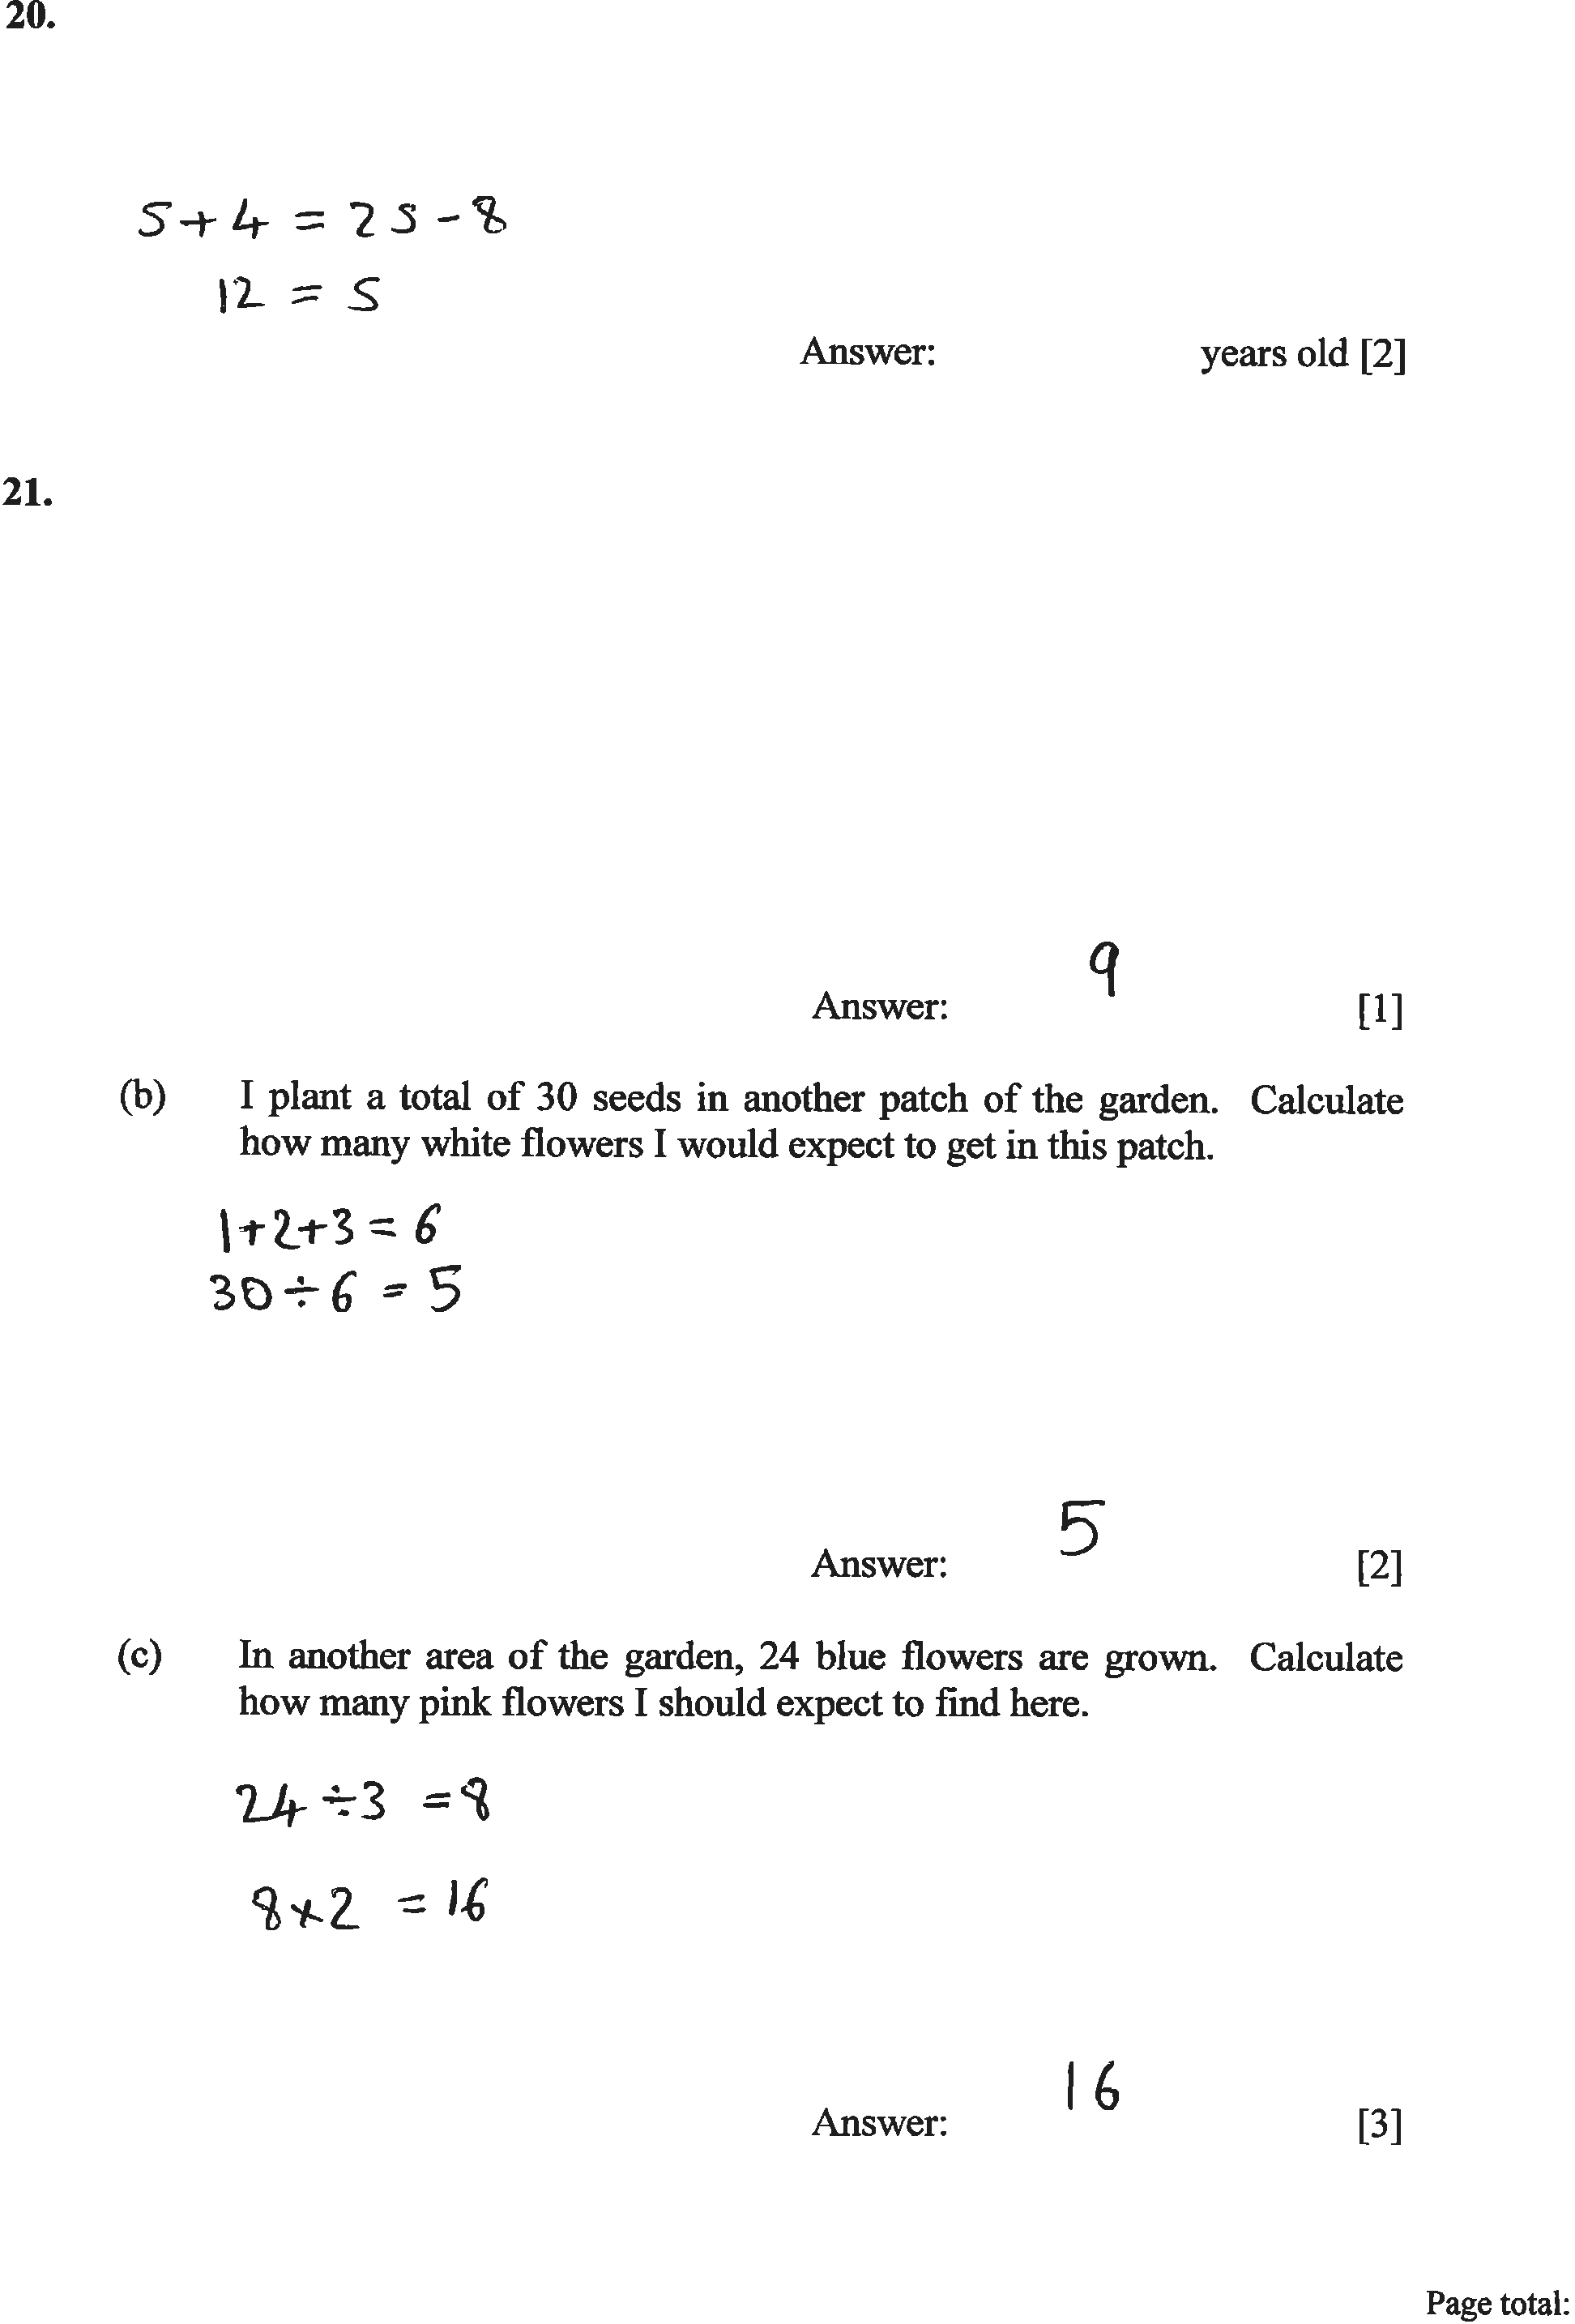 20.
S + 4 = 2S - 8
12 = S
Answer: years old [2]
21.
9
Answer: [1]
(b) I plant a total of 30 seeds in another patch of the garden. Calculate
how many white flowers I would expect to get in this patch.
1+2+3 = 6
30 ÷ 6 = 5
5
Answer: [2]
(c) In another area of the garden, 24 blue flowers are grown. Calculate
how many pink flowers I should expect to find here.
24 ÷ 3 = 8
8 × 2 = 16
16
Answer: [3]
Page total: